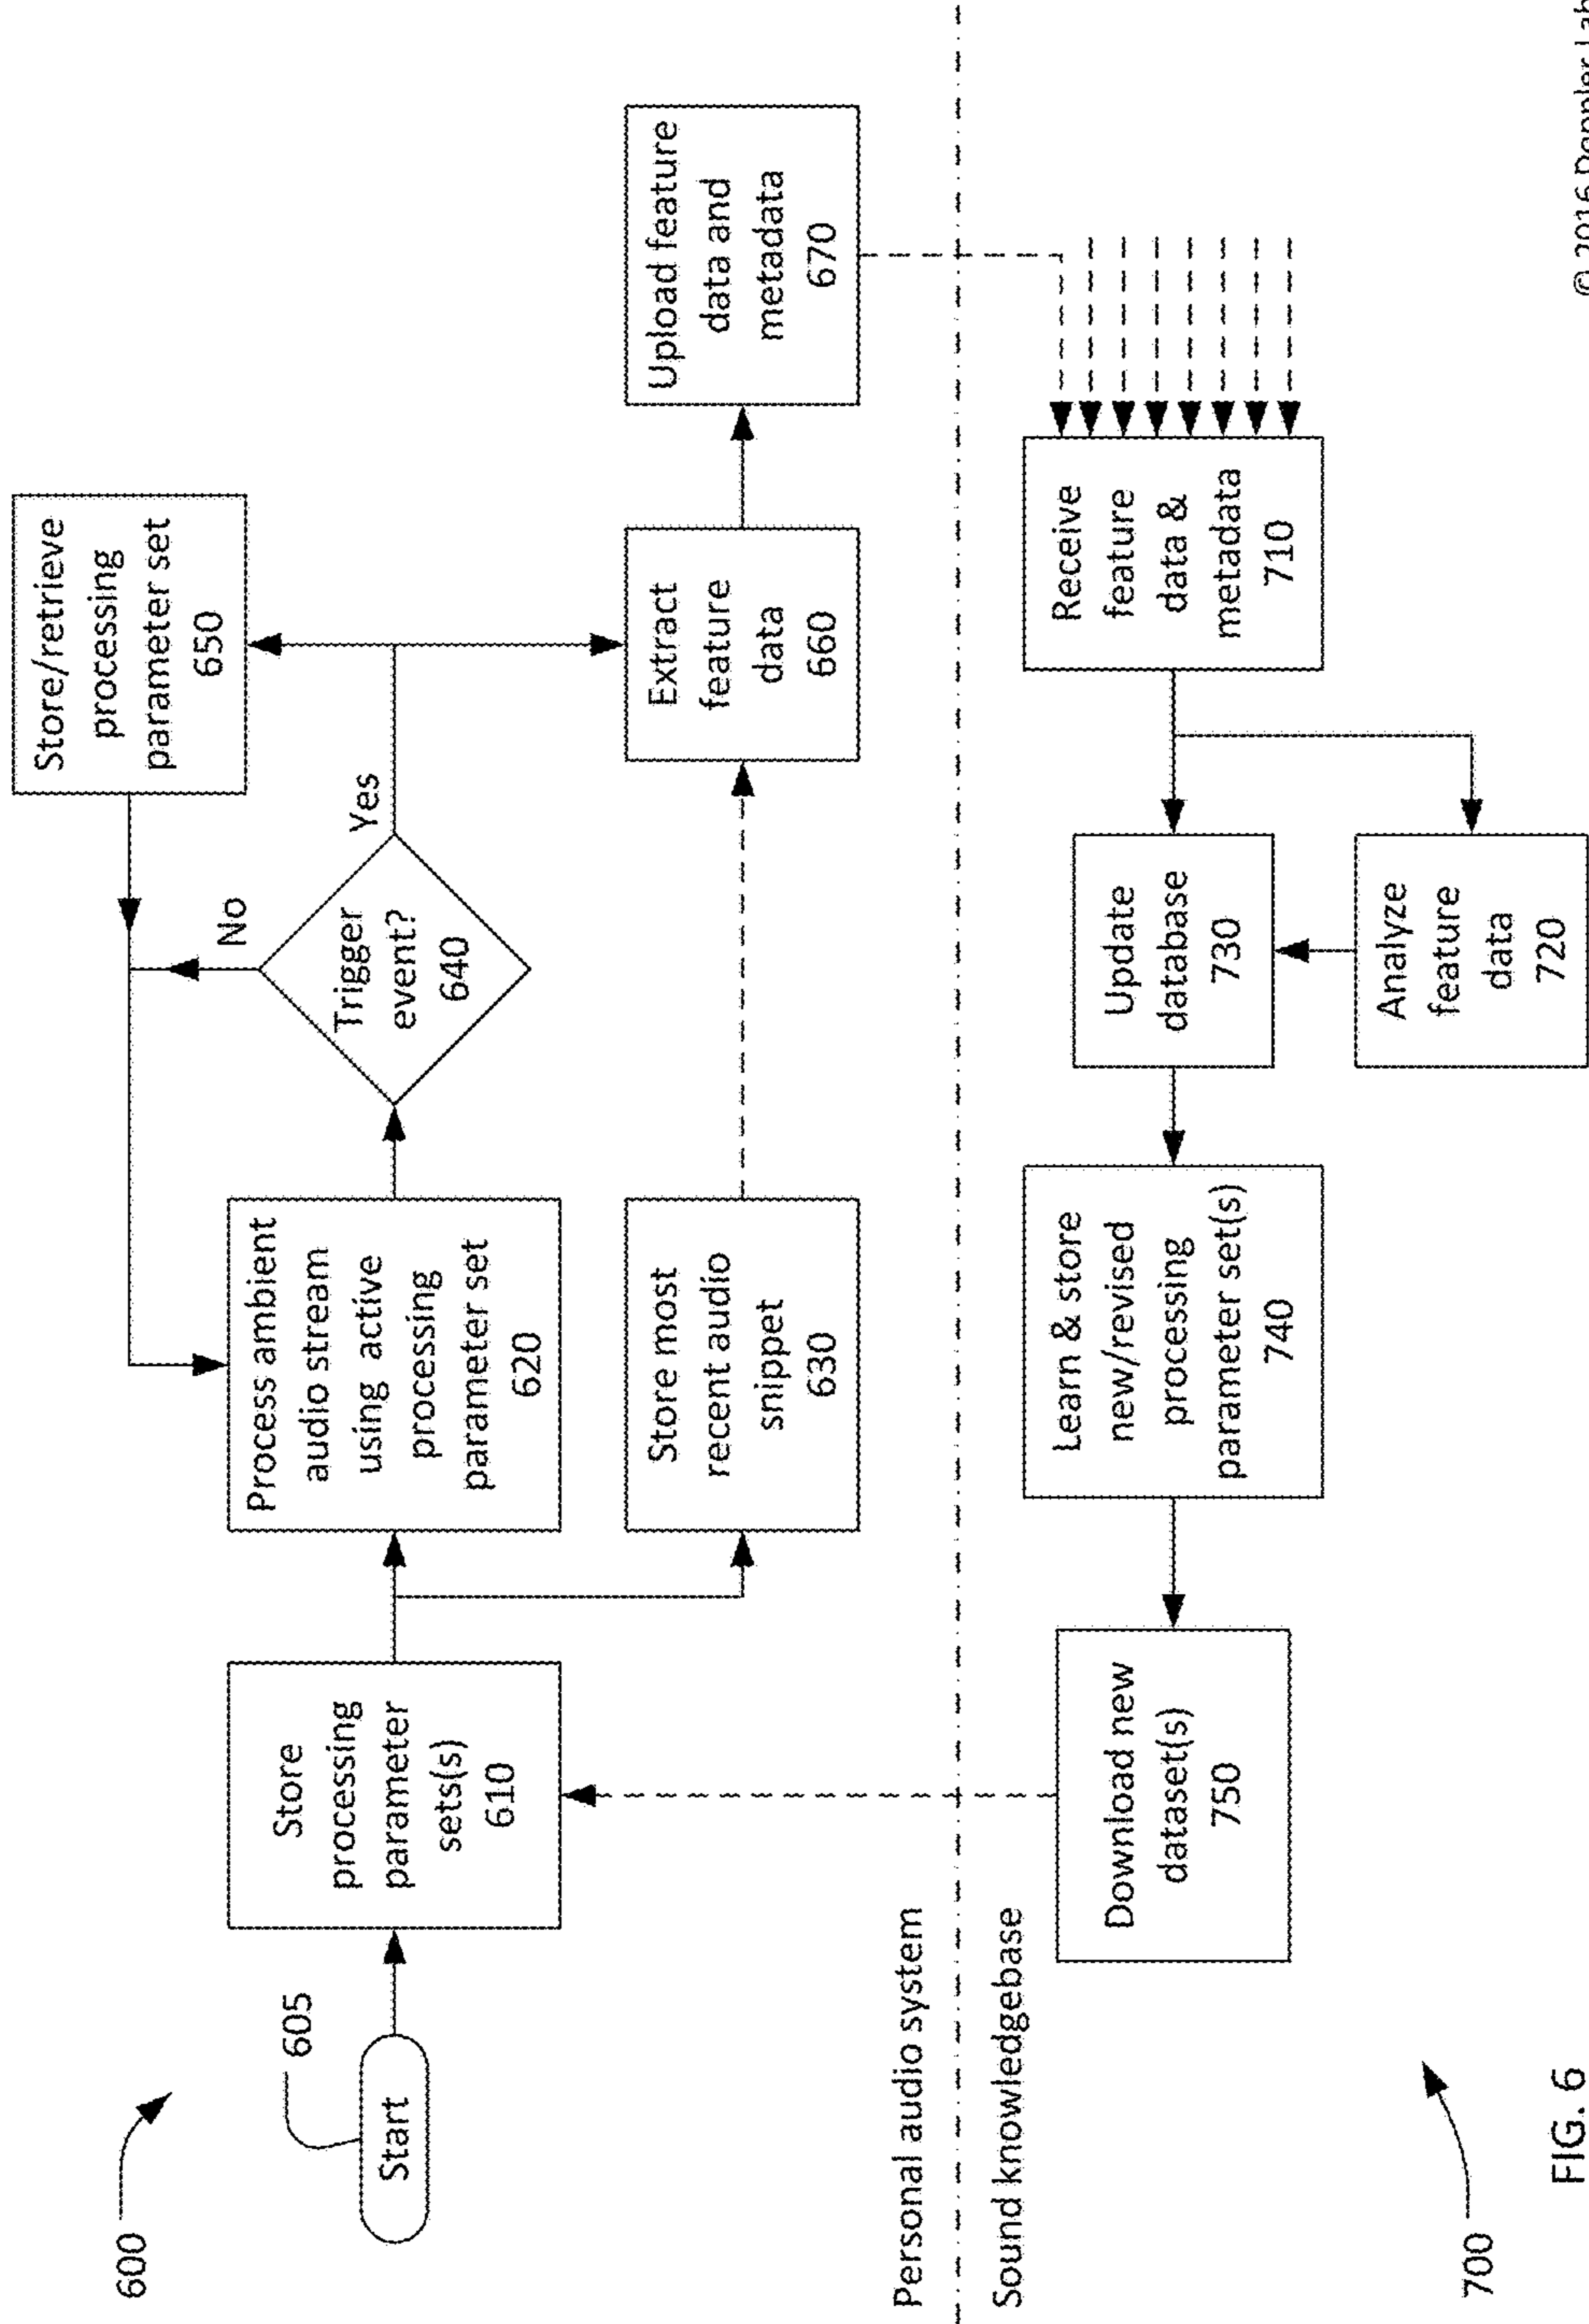 600
605
Start
Store
processing
parameter
sets(s)
610
Process ambient
audio stream
using active
processing
parameter set
620
Store most
recent audio
snippet
630
Trigger
event?
640
No
Yes
Store/retrieve
processing
parameter set
650
Extract
feature
data
660
Upload feature
data and
metadata
670
Personal audio system
Sound knowledgebase
Download new
dataset(s)
750
Learn & store
new/revised
processing
parameter set(s)
740
Update
database
730
Analyze
feature
data
720
Receive
feature
data &
metadata
710
700
FIG. 6
© 2016 Doppler Lab